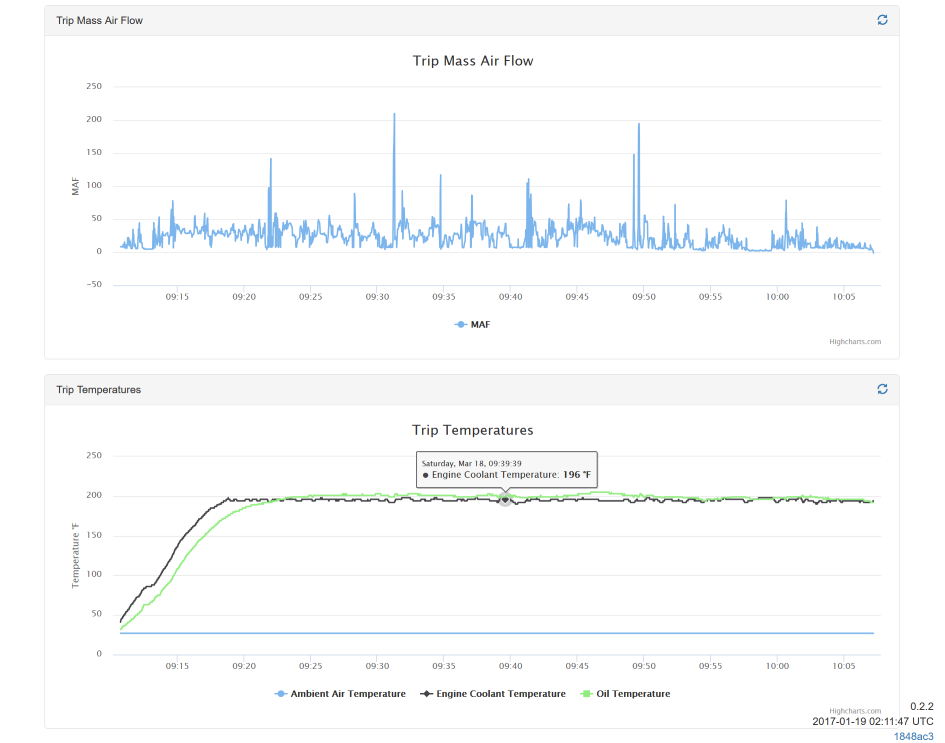 Trip Mass Air Flow
Trip Mass Air Flow
250
200
150
100
50
0
−50
MAF
09:15 09:20 09:25 09:30 09:35 09:40 09:45 09:50 09:55 10:00 10:05
MAF
Highcharts.com
Trip Temperatures
Trip Temperatures
250
200
150
100
50
0
Temperature °F
Saturday, Mar 18, 09:39:39
● Engine Coolant Temperature: 196 °F
09:15 09:20 09:25 09:30 09:35 09:40 09:45 09:50 09:55 10:00 10:05
Ambient Air Temperature Engine Coolant Temperature Oil Temperature
Highcharts.com
0.2.2
2017-01-19 02:11:47 UTC
1848ac3